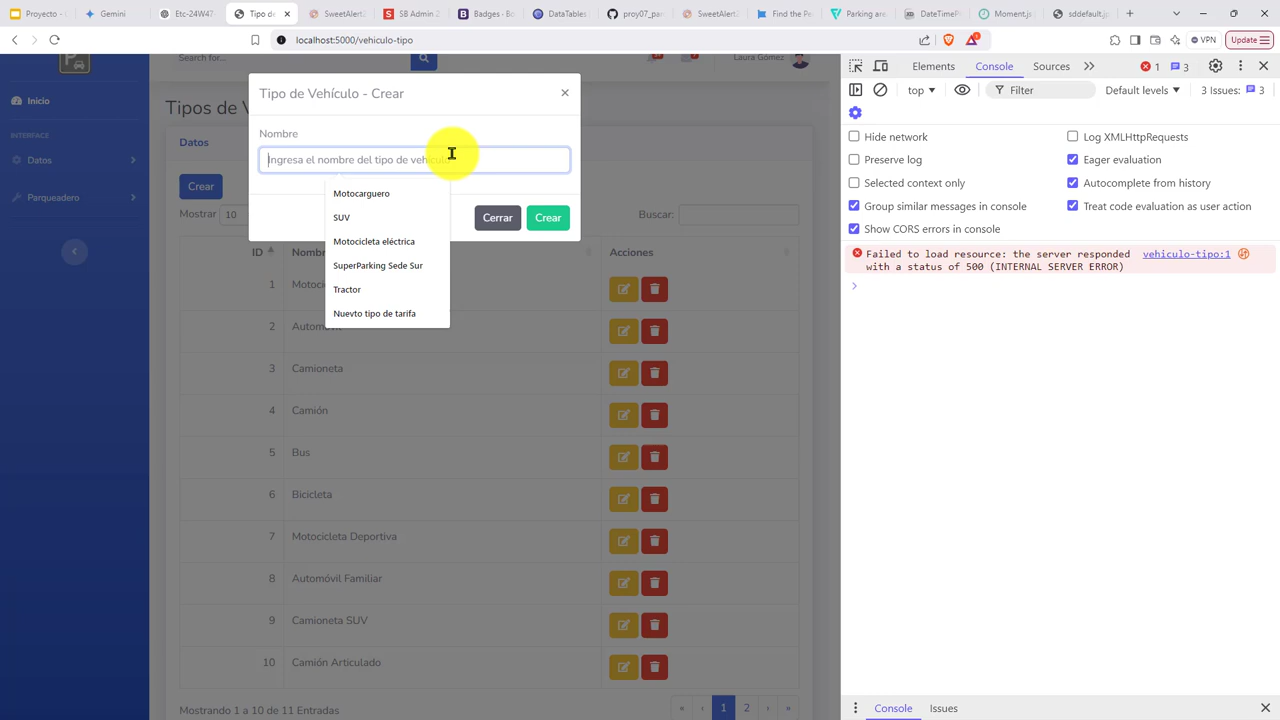 Proyecto -
Gemini
Etc-24W47
Tipo de
SweetAlert2
SB Admin 2
Badges - Bo
DataTables
proy07_pa
SweetAlert2
Find the Pe
Parking are
DateTimeP
Moment.js
sddefault.jp
localhost:5000/vehiculo-tipo
VPN
Update
Search for...
Laura Gómez
Inicio
INTERFACE
Datos
Parqueadero
Tipos de V
Datos
Crear
Mostrar 10
Buscar:
Tipo de Vehículo - Crear
×
Nombre
Ingresa el nombre del tipo de vehículo
Motocarguero
SUV
Motocicleta eléctrica
SuperParking Sede Sur
Tractor
Nuevto tipo de tarifa
Cerrar
Crear
ID
Nombr
Acciones
1 Motoci
2 Automó
3 Camioneta
4 Camión
5 Bus
6 Bicicleta
7 Motocicleta Deportiva
8 Automóvil Familiar
9 Camioneta SUV
10 Camión Articulado
Mostrando 1 a 10 de 11 Entradas
« ‹ 1 2 › »
Elements
Console
Sources
1
3
top
Filter
Default levels
3 Issues: 3
Hide network
Log XMLHttpRequests
Preserve log
Eager evaluation
Selected context only
Autocomplete from history
Group similar messages in console
Treat code evaluation as user action
Show CORS errors in console
Failed to load resource: the server responded vehiculo-tipo:1
with a status of 500 (INTERNAL SERVER ERROR)
Console
Issues